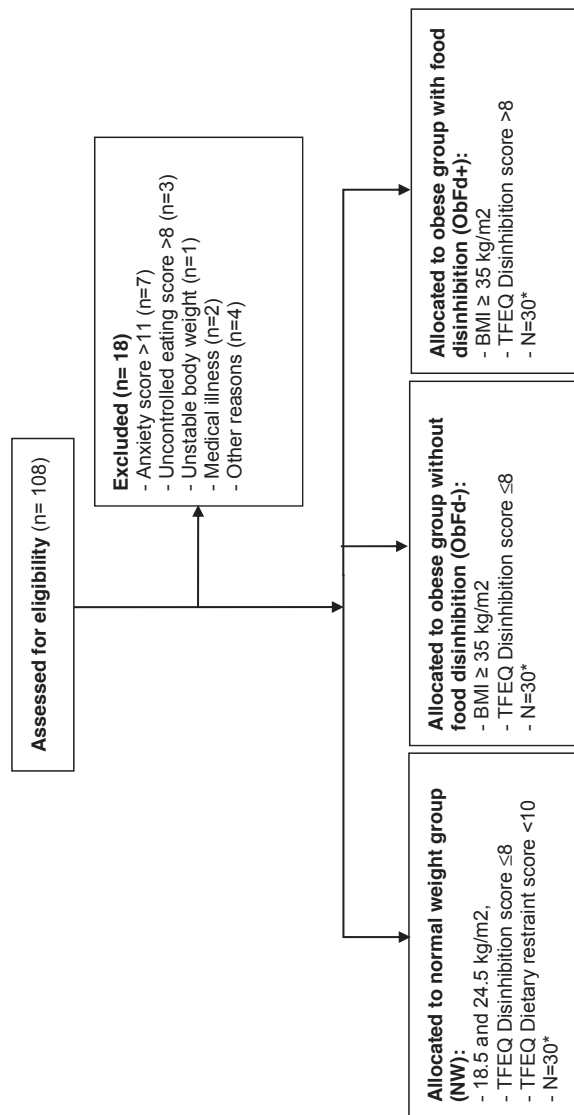 Assessed for eligibility (n= 108)
Excluded (n= 18)
- Anxiety score >11 (n=7)
- Uncontrolled eating score >8 (n=3)
- Unstable body weight (n=1)
- Medical illness (n=2)
- Other reasons (n=4)
Allocated to normal weight group
(NW):
- 18.5 and 24.5 kg/m2,
- TFEQ Disinhibition score ≤8
- TFEQ Dietary restraint score <10
- N=30*
Allocated to obese group without
food disinhibition (ObFd-):
- BMI ≥ 35 kg/m2
- TFEQ Disinhibition score ≤8
- N=30*
Allocated to obese group with food
disinhibition (ObFd+):
- BMI ≥ 35 kg/m2
- TFEQ Disinhibition score >8
- N=30*